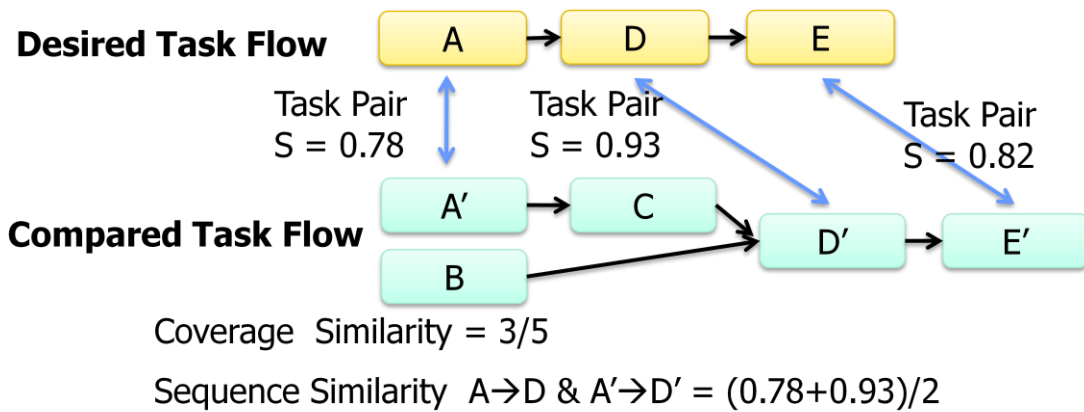 Desired Task Flow
A
D
E
Task Pair
S = 0.78
Task Pair
S = 0.93
Task Pair
S = 0.82
A′
C
Compared Task Flow
D′
E′
B
Coverage Similarity = 3/5
Sequence Similarity A→D & A′→D′ = (0.78+0.93)/2